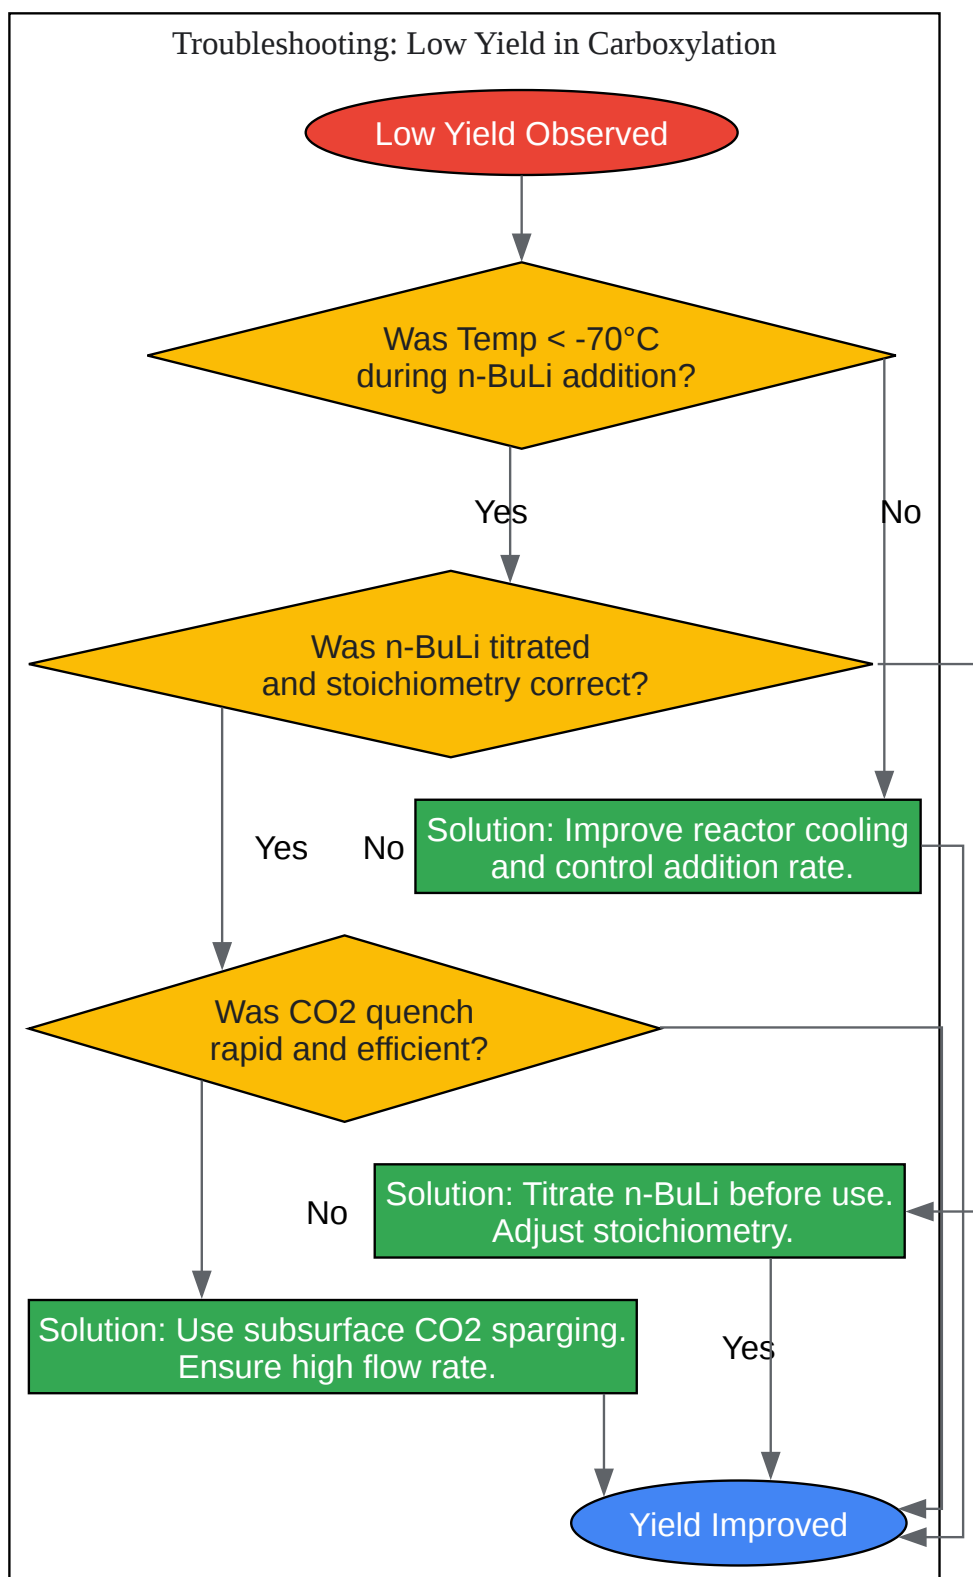 Troubleshooting: Low Yield in Carboxylation
Low Yield Observed
Was Temp < -70°C
during n-BuLi addition?
Yes
No
Was n-BuLi titrated
and stoichiometry correct?
Yes
No
Solution: Improve reactor cooling
and control addition rate.
Was CO2 quench
rapid and efficient?
No
Solution: Titrate n-BuLi before use.
Adjust stoichiometry.
Solution: Use subsurface CO2 sparging.
Ensure high flow rate.
Yes
Yield Improved